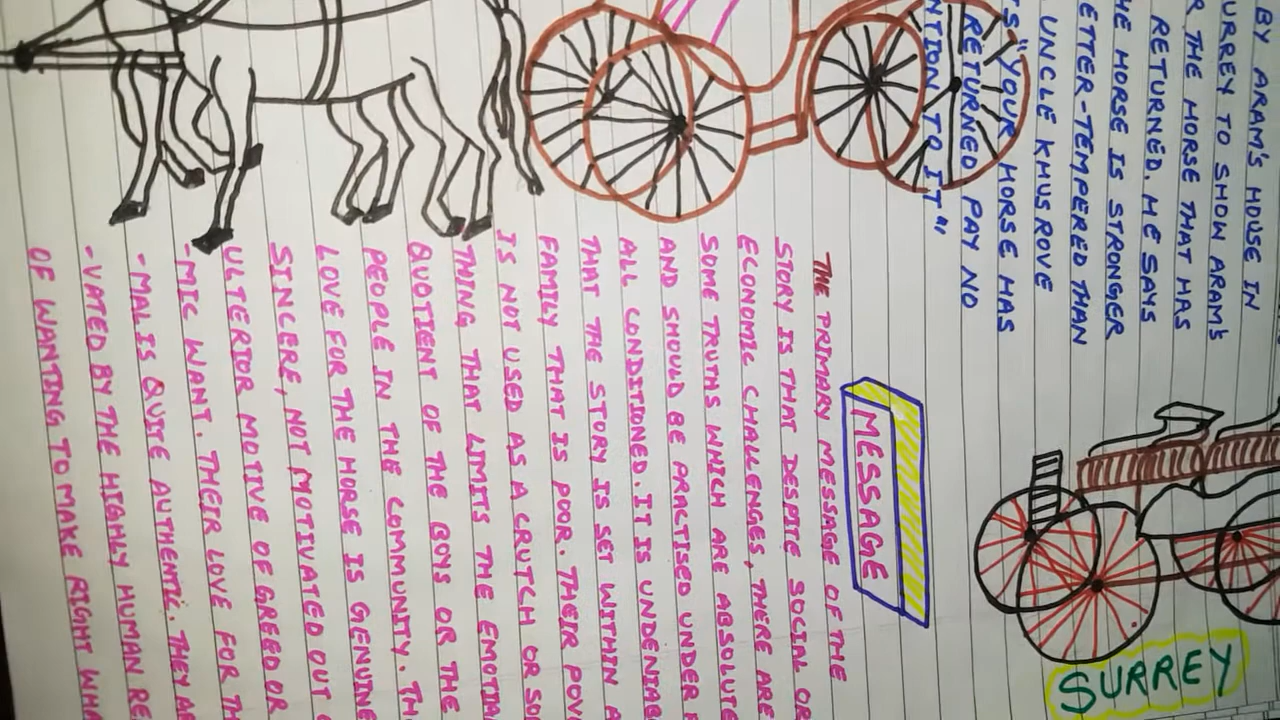 BY ARAM'S HOUSE IN
URREY TO SHOW ARAM'S
R THE HORSE THAT HAS
RETURNED. HE SAYS
HE HORSE IS STRONGER
ETTER-TEMPERED THAN
UNCLE KHUSROVE
S "YOUR HORSE HAS
RETURNED PAY NO
NTION TO IT"
SURREY
MESSAGE
THE PRIMARY MESSAGE OF THE
STORY IS THAT DESPITE SOCIAL OR
ECONOMIC CHALLENGES, THERE ARE
SOME TRUTHS WHICH ARE ABSOLUTE
AND SHOULD BE PRACTISED UNDER
ALL CONDITIONED. IT IS UNDENIAB
THAT THE STORY IS SET WITHIN A
FAMILY THAT IS POOR. THEIR POV
IS NOT USED AS A CRUTCH OR SO
THING THAT LIMITS THE EMOTI
QUOTIENT OF THE BOYS OR THE
PEOPLE IN THE COMMUNITY. TH
LOVE FOR THE HORSE IS GENUINE
SINCERE, NOT MOTIVATED OUT
ULTERIOR MOTIVE OF GREED OR
-MIC WANT. THEIR LOVE FOR TH
-MAL IS QUITE AUTHENTIC. THEY AR
-VATED BY THE HIGHLY HUMAN RE
OF WANTING TO MAKE RIGHT WHA